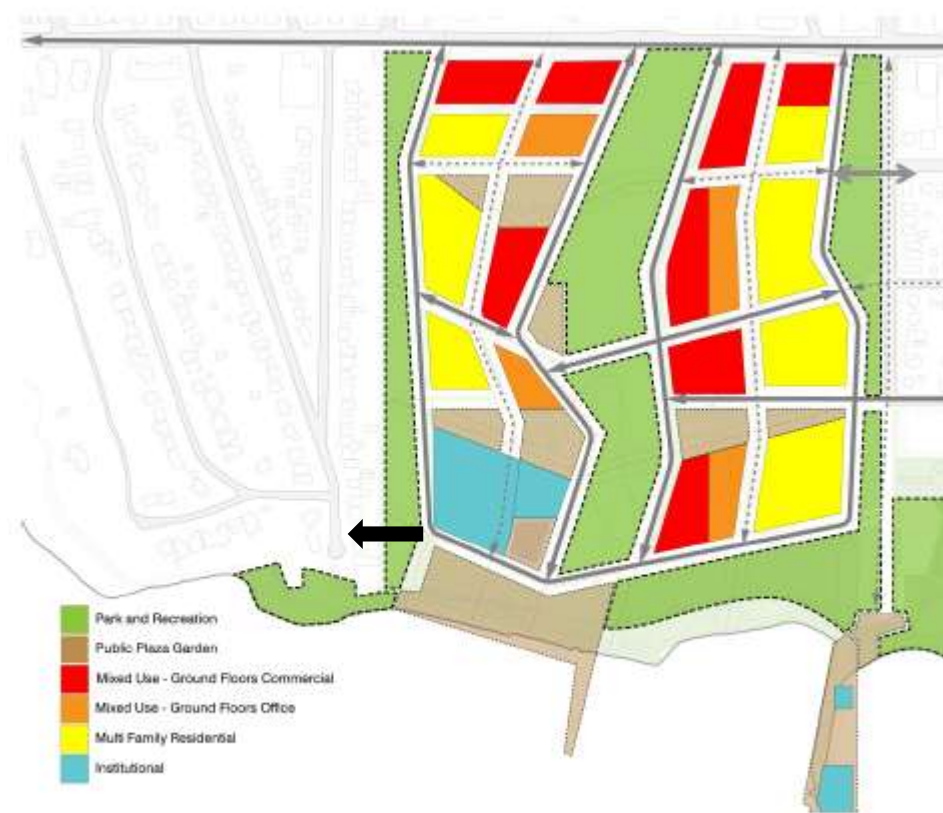 Park and Recreation
Public Plaza Garden
Mixed Use - Ground Floors Commercial
Mixed Use - Ground Floors Office
Multi Family Residential
Institutional